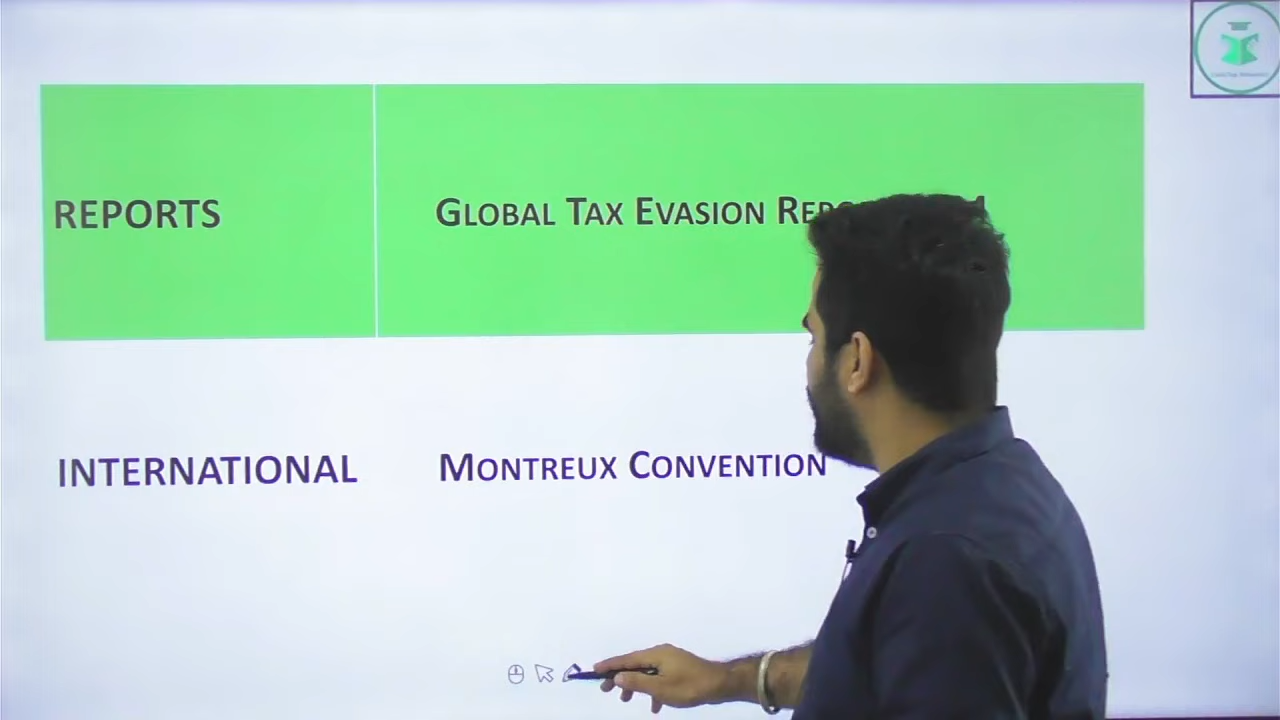 REPORTS
GLOBAL TAX EVASION
INTERNATIONAL
MONTREUX CONVENTION